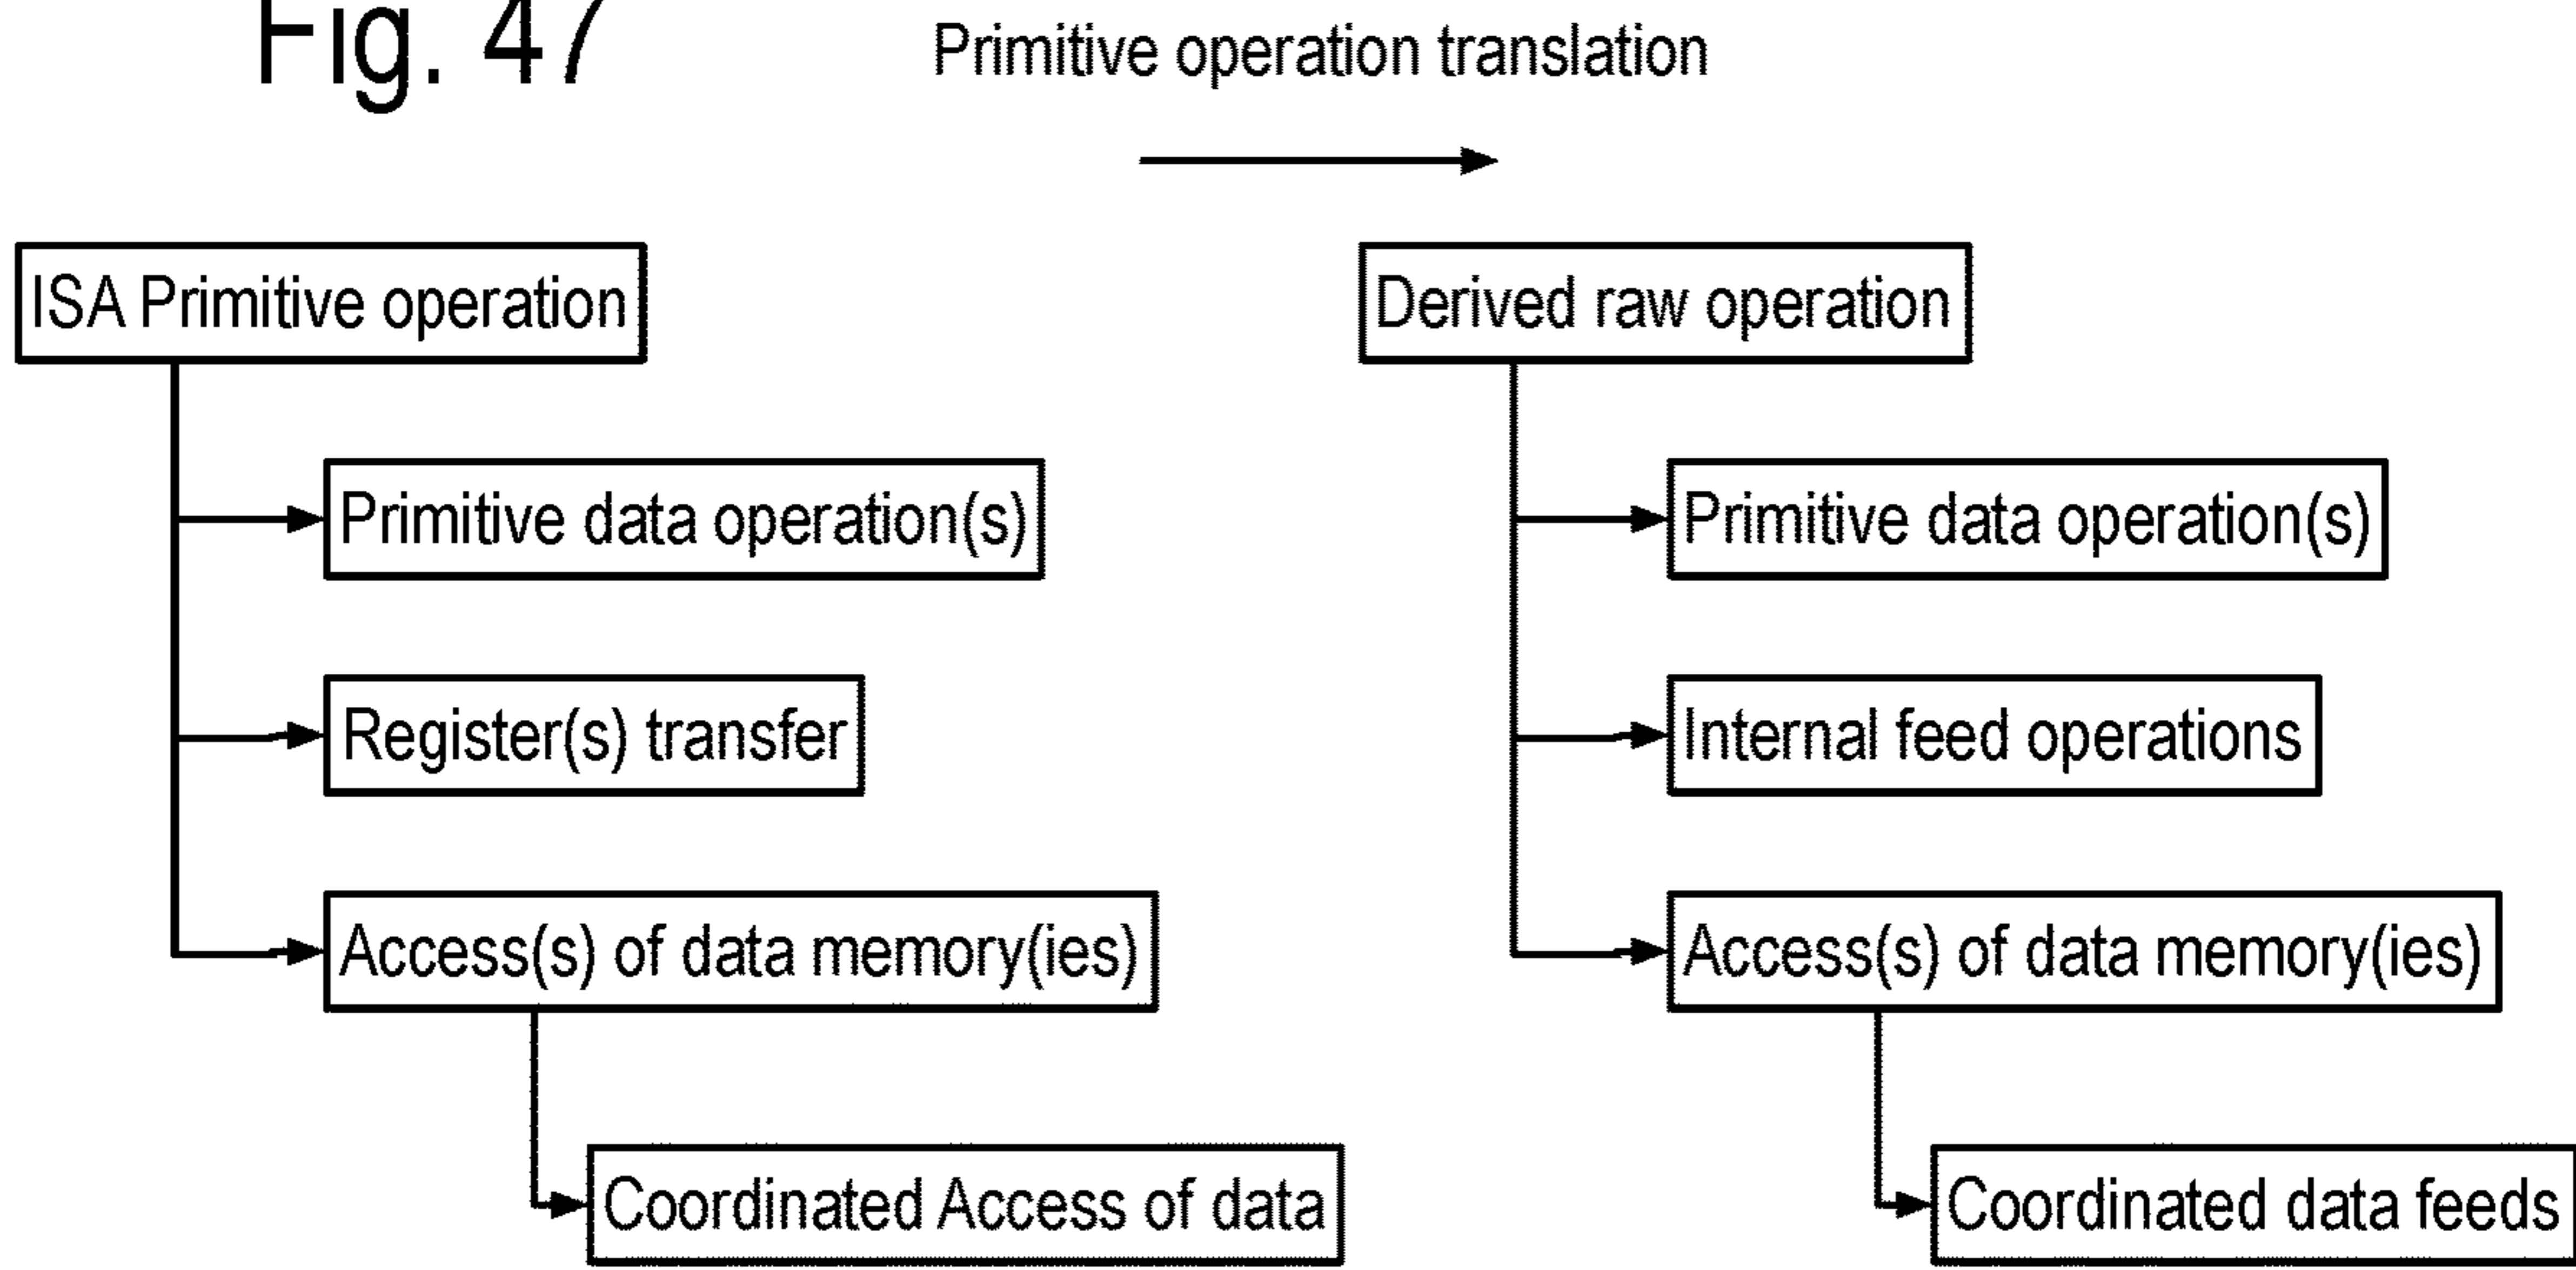 Fig. 47
Primitive operation translation
ISA Primitive operation
Primitive data operation(s)
Register(s) transfer
Access(s) of data memory(ies)
Coordinated Access of data
Derived raw operation
Primitive data operation(s)
Internal feed operations
Access(s) of data memory(ies)
Coordinated data feeds